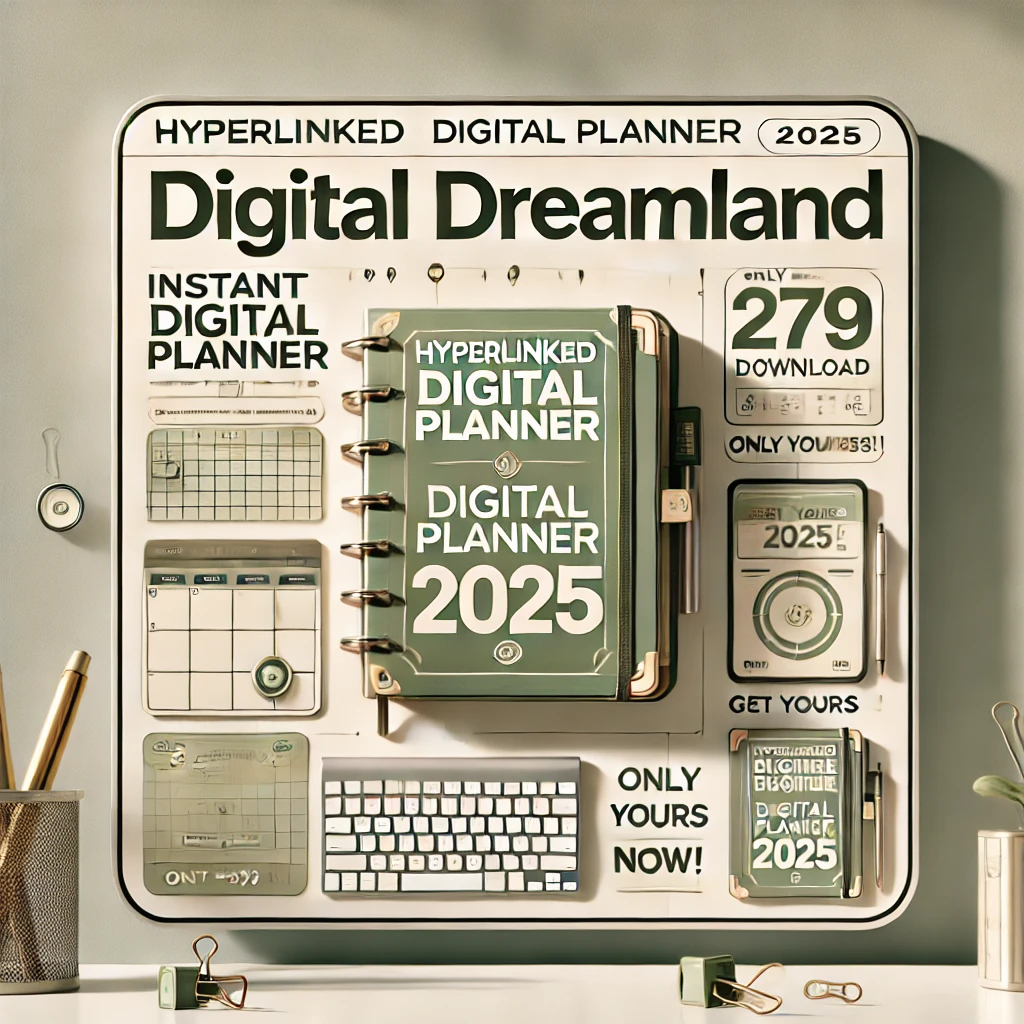 HYPERLINKED DIGITAL PLANNER 2025
Digital Dreamland
INSTANT
DIGITAL
PLANNER
ONLY
279
DOWNLOAD
ONLY
HYPERLINKED
DIGITAL
PLANNER
DIGITAL
PLANNER
2025
2025
GET YOURS
ONLY
YOURS
NOW!
2025